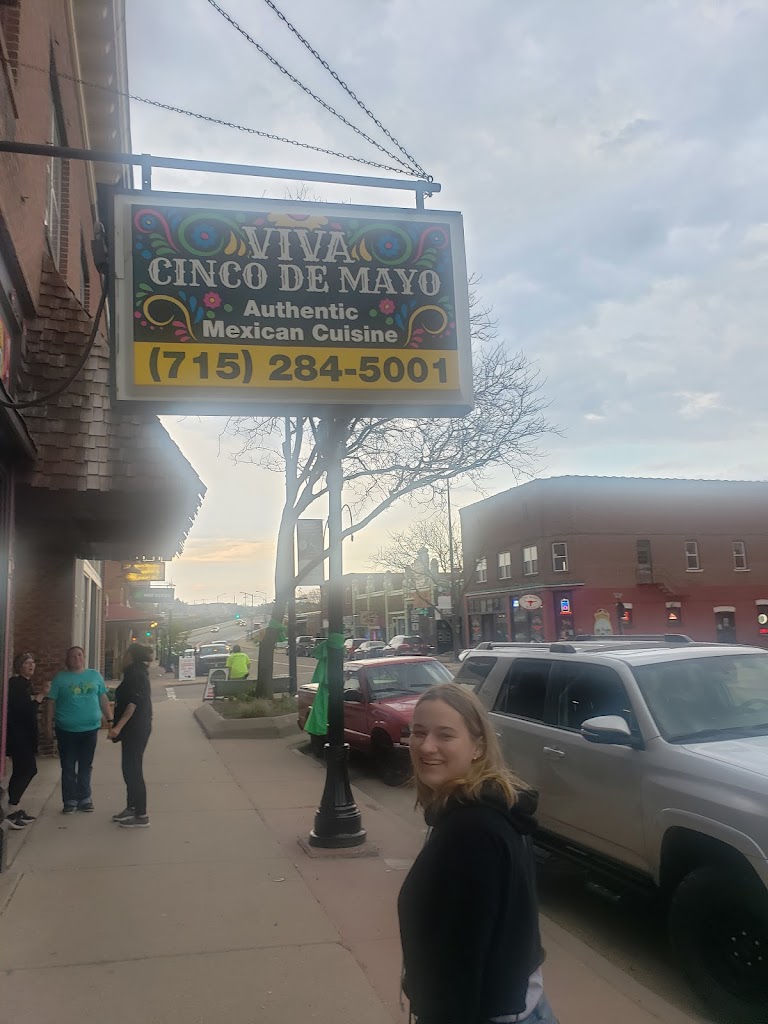 VIVA
CINCO DE MAYO
Authentic
Mexican Cuisine
(715) 284-5001